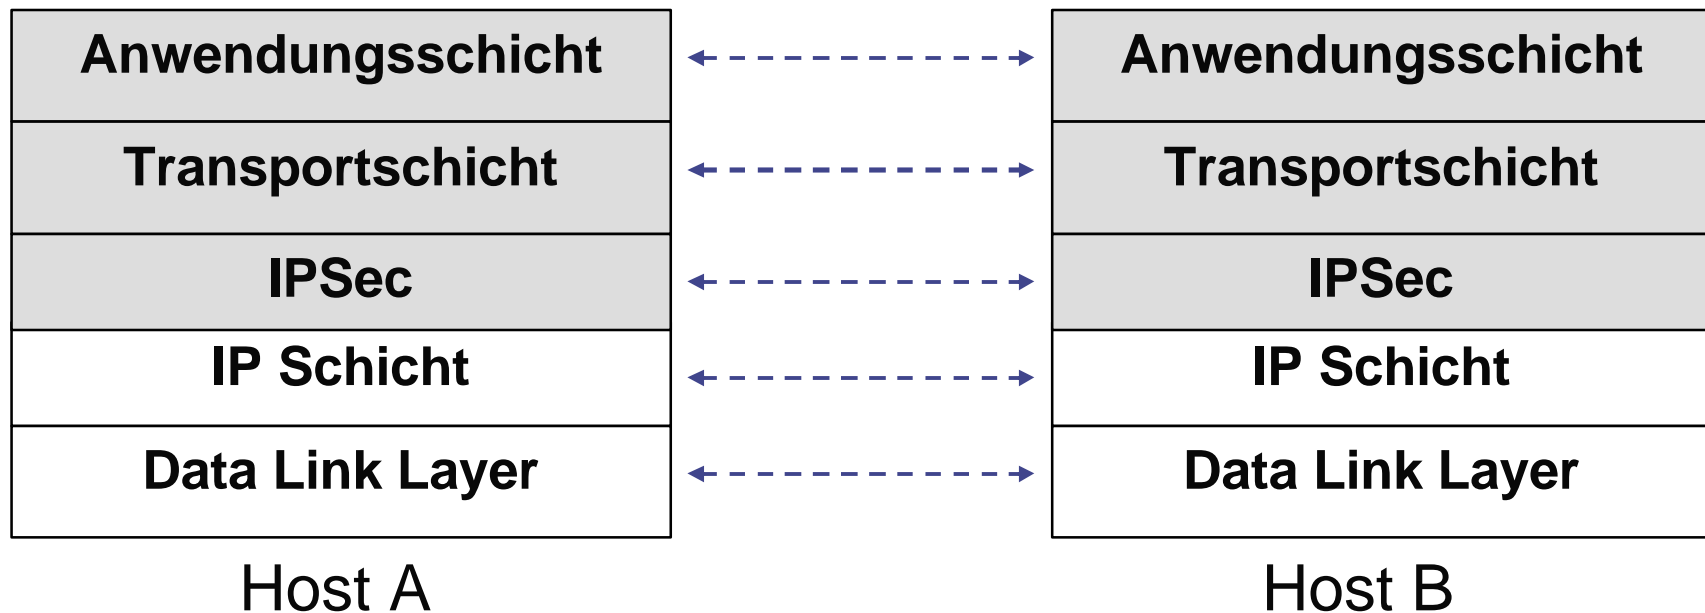 Anwendungsschicht
Transportschicht
IPSec
IP Schicht
Data Link Layer
Host A
Anwendungsschicht
Transportschicht
IPSec
IP Schicht
Data Link Layer
Host B